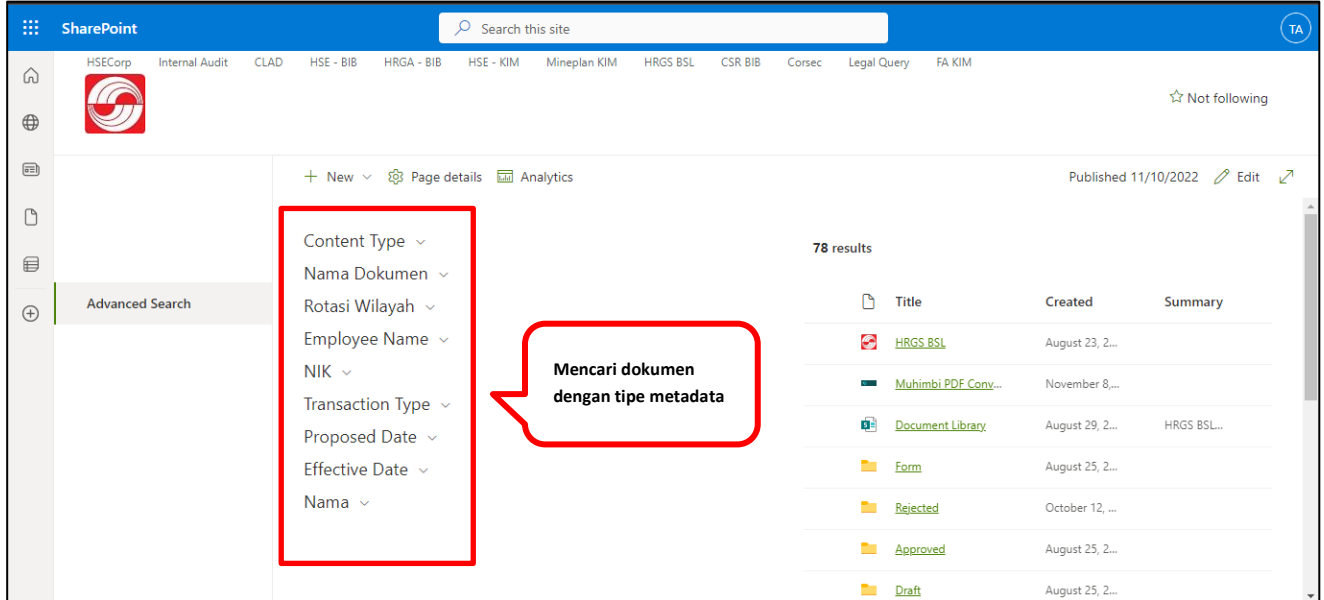 SharePoint
Search this site
TA
HSECorp Internal Audit CLAD HSE - BIB HRGA - BIB HSE - KIM Mineplan KIM HRGS BSL CSR BIB Corsec Legal Query FA KIM
Not following
New Page details Analytics
Published 11/10/2022 Edit
Advanced Search
Content Type
Nama Dokumen
Rotasi Wilayah
Employee Name
NIK
Transaction Type
Proposed Date
Effective Date
Nama
Mencari dokumen
dengan tipe metadata
78 results
Title Created Summary
HRGS BSL August 23, 2...
Muhimbi PDF Conv... November 8,...
Document Library August 29, 2... HRGS BSL...
Form August 25, 2...
Rejected October 12, ...
Approved August 25, 2...
Draft August 25, 2...